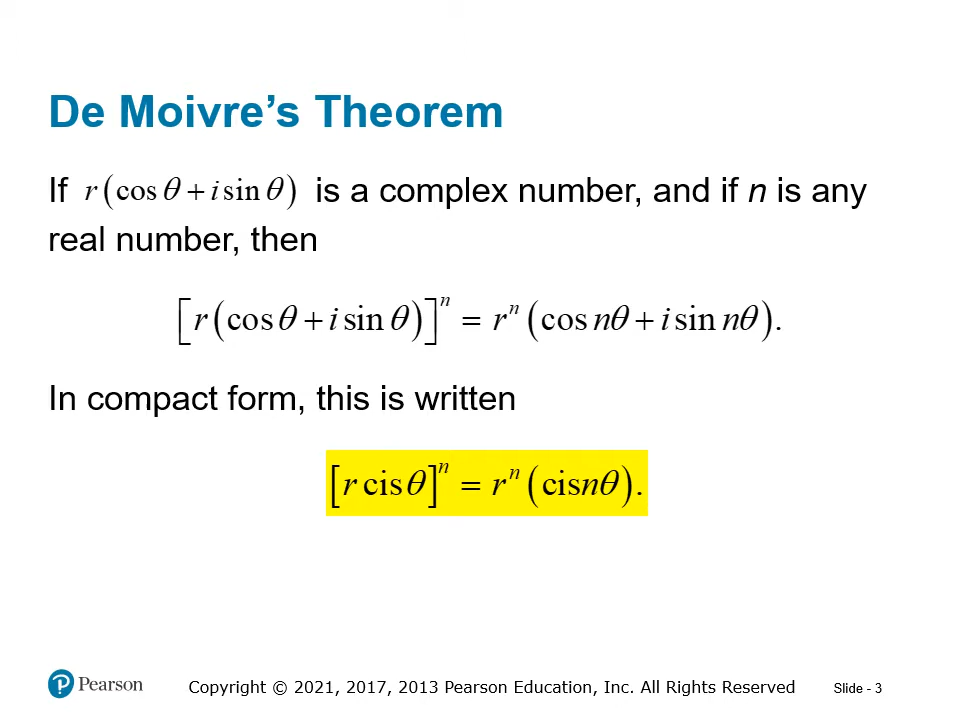 De Moivre’s Theorem
If r(cos θ + i sin θ) is a complex number, and if n is any
real number, then
[r(cos θ + i sin θ)]ⁿ = rⁿ(cos nθ + i sin nθ).
In compact form, this is written
[r cis θ]ⁿ = rⁿ(cis nθ).
Pearson
Copyright © 2021, 2017, 2013 Pearson Education, Inc. All Rights Reserved
Slide - 3